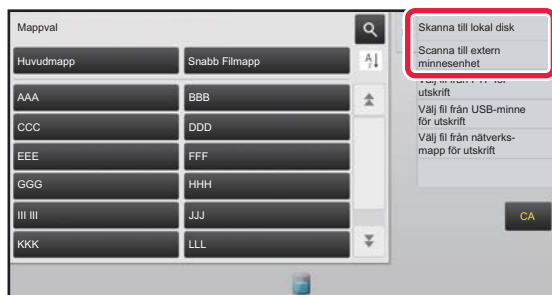 Mappval
Huvudmapp
Snabb Filmapp
AAA
BBB
CCC
DDD
EEE
FFF
GGG
HHH
III III
JJJ
KKK
LLL
Skanna till lokal disk
Scanna till extern
minnesenhet
utskrift
Välj fil från USB-minne
för utskrift
Välj fil från nätverks-
mapp för utskrift
CA